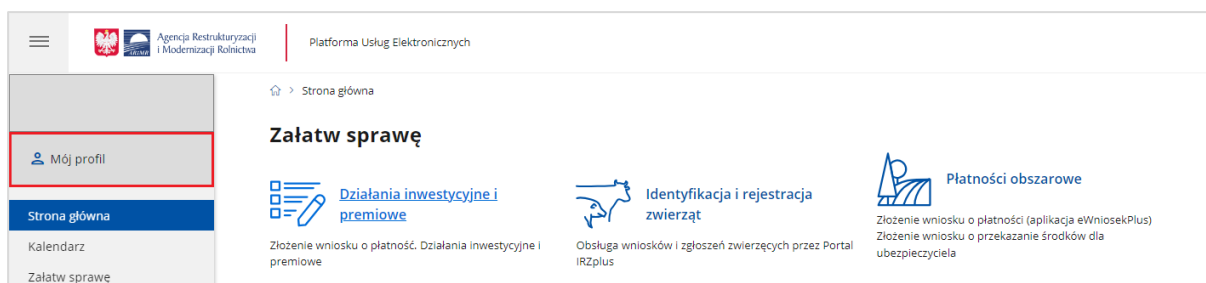 Agencja Restrukturyzacji
i Modernizacji Rolnictwa
Platforma Usług Elektronicznych
Mój profil
Strona główna
Kalendarz
Załatw sprawę
Strona główna
Załatw sprawę
Działania inwestycyjne i
premiowe
Złożenie wniosku o płatność. Działania inwestycyjne i
premiowe
Identyfikacja i rejestracja
zwierząt
Obsługa wniosków i zgłoszeń zwierzęcych przez Portal
IRZplus
Płatności obszarowe
Złożenie wniosku o płatności (aplikacja eWniosekPlus)
Złożenie wniosku o przekazanie środków dla
ubezpieczyciela